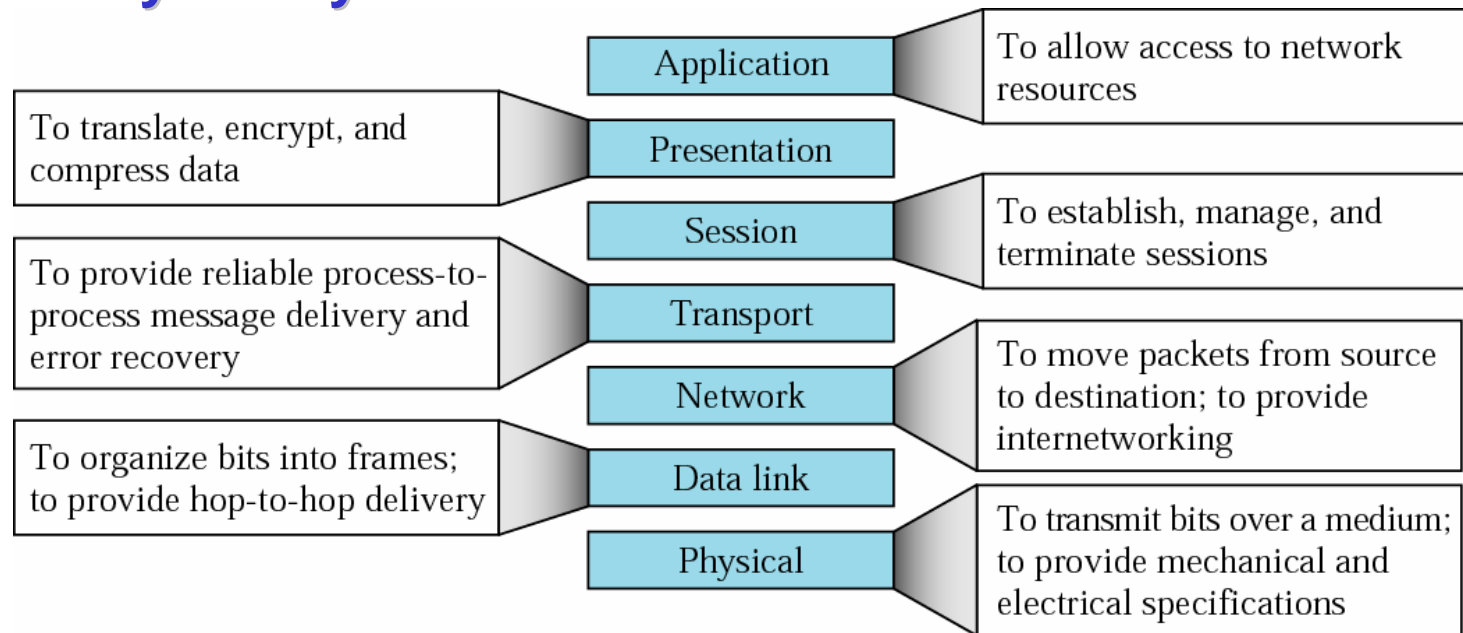 Application
To allow access to network
resources
To translate, encrypt, and
compress data
Presentation
Session
To establish, manage, and
terminate sessions
To provide reliable process-to-
process message delivery and
error recovery
Transport
Network
To move packets from source
to destination; to provide
internetworking
To organize bits into frames;
to provide hop-to-hop delivery
Data link
Physical
To transmit bits over a medium;
to provide mechanical and
electrical specifications